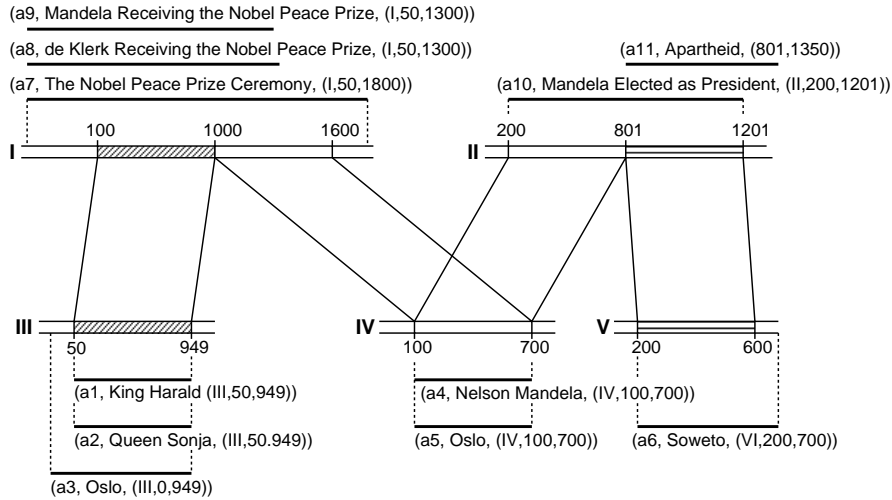 (a9, Mandela Receiving the Nobel Peace Prize, (I,50,1300)
(a8, de Klerk Receiving the Nobel Peace Prize, (I,50,1300)
(a11, Apartheid, (801,1350)
(a7, The Nobel Peace Prize Ceremony, (I,50,1800))
(a10, Mandela Elected as President, (II,200,1201))
100 1000 1600 200 801 1201
I II
III IV V
50 949 100 700 200 600
(a1, King Harald (III,50,949))
(a4, Nelson Mandela, (IV,100,700))
(a2, Queen Sonja, (III,50.949))
(a5, Oslo, (IV,100,700)
(a6, Soweto, (VI,200,700))
(a3, Oslo, (III,0,949))